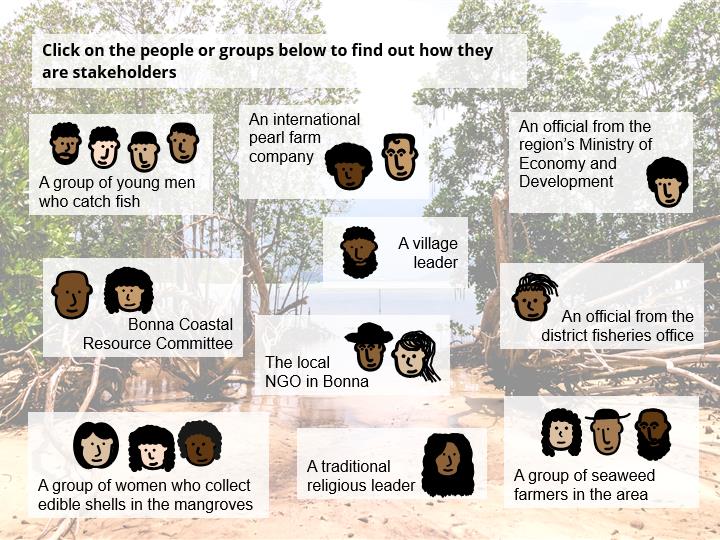 Click on the people or groups below to find out how they
are stakeholders
An international
pearl farm
company
An official from the
region's Ministry of
Economy and
Development
A group of young men
who catch fish
A village
leader
Bonna Coastal
Resource Committee
An official from the
district fisheries office
The local
NGO in Bonna
A group of women who collect
edible shells in the mangroves
A traditional
religious leader
A group of seaweed
farmers in the area